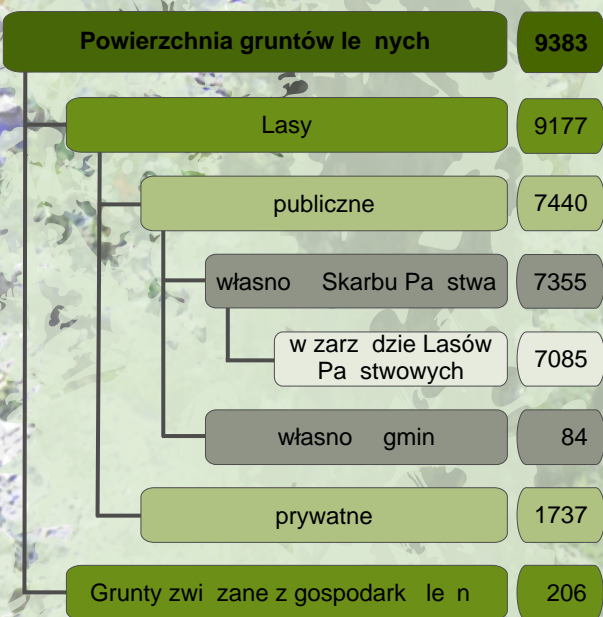 Powierzchnia gruntów le nych 9383
Lasy 9177
publiczne 7440
własno Skarbu Pa stwa 7355
w zarz dzie Lasów
Pa stwowych 7085
własno gmin 84
prywatne 1737
Grunty zwi zane z gospodark le n 206